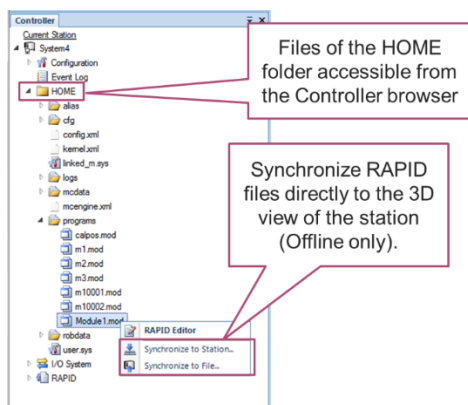 Controller
Current Station
System4
Configuration
Event Log
HOME
alias
cfg
config.xml
kernel.xml
linked_m.sys
logs
mcdata
mcengine.xml
programs
calpos.mod
m1.mod
m2.mod
m3.mod
m10001.mod
m10002.mod
Module1.mod
robdata
user.sys
I/O System
RAPID
RAPID Editor
Synchronize to Station...
Synchronize to File...
Files of the HOME
folder accessible from
the Controller browser
Synchronize RAPID
files directly to the 3D
view of the station
(Offline only).